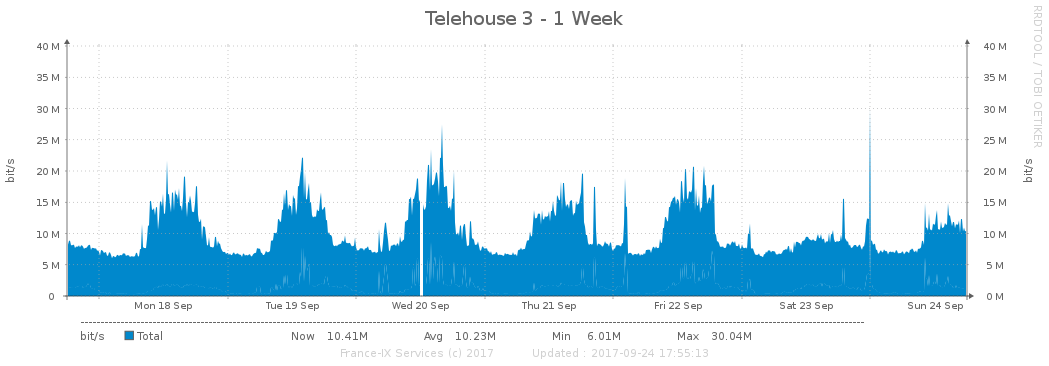 Telehouse 3 - 1 Week
RRDTOOL / TOBI OETIKER
40 M 40 M
35 M 35 M
30 M 30 M
25 M 25 M
20 M 20 M
15 M 15 M
10 M 10 M
5 M 5 M
0 0 M
bit/s bit/s
Mon 18 Sep Tue 19 Sep Wed 20 Sep Thu 21 Sep Fri 22 Sep Sat 23 Sep Sun 24 Sep
bit/s Total Now 10.41M Avg 10.23M Min 6.01M Max 30.04M
France-IX Services (c) 2017 Updated : 2017-09-24 17:55:13